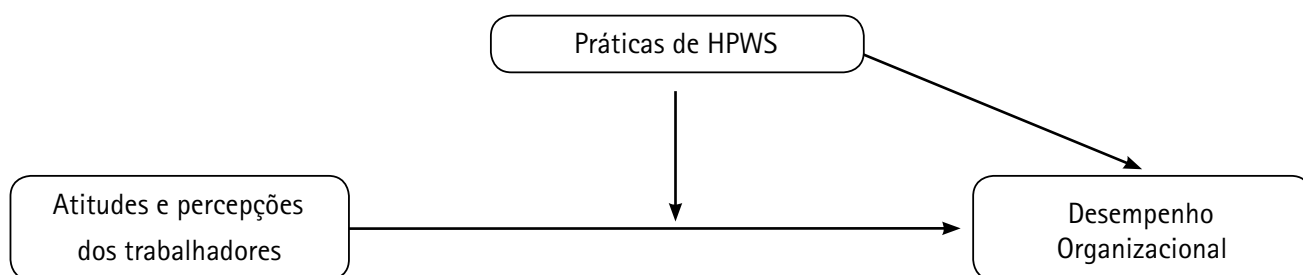 Práticas de HPWS
Atitudes e percepções
dos trabalhadores
Desempenho
Organizacional